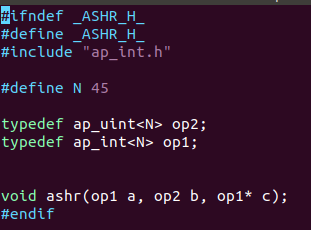 #ifndef _ASHR_H_
#define _ASHR_H_
#include "ap_int.h"
#define N 45
typedef ap_uint<N> op2;
typedef ap_int<N> op1;
void ashr(op1 a, op2 b, op1* c);
#endif